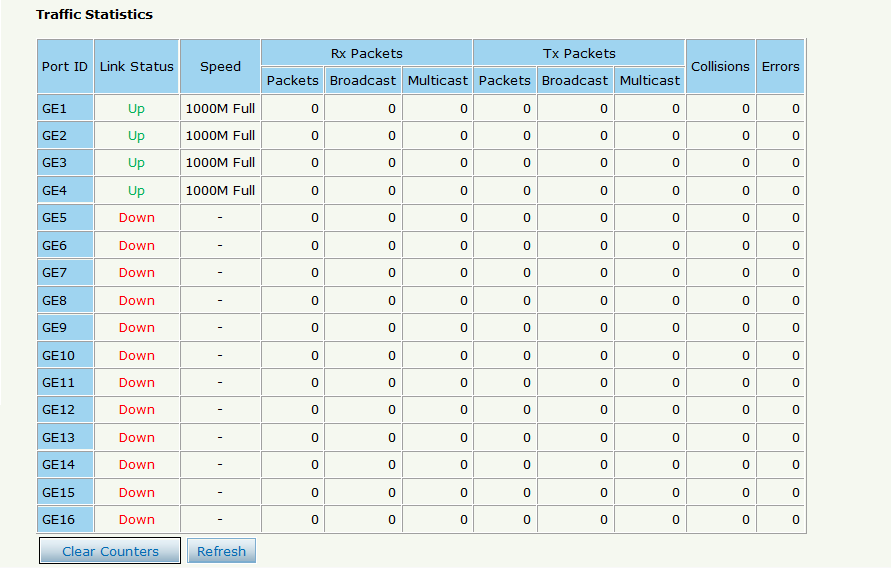 Traffic Statistics
Port ID Link Status Speed Rx Packets Tx Packets Collisions Errors
Packets Broadcast Multicast Packets Broadcast Multicast
GE1 Up 1000M Full 0 0 0 0 0 0 0 0
GE2 Up 1000M Full 0 0 0 0 0 0 0 0
GE3 Up 1000M Full 0 0 0 0 0 0 0 0
GE4 Up 1000M Full 0 0 0 0 0 0 0 0
GE5 Down - 0 0 0 0 0 0 0 0
GE6 Down - 0 0 0 0 0 0 0 0
GE7 Down - 0 0 0 0 0 0 0 0
GE8 Down - 0 0 0 0 0 0 0 0
GE9 Down - 0 0 0 0 0 0 0 0
GE10 Down - 0 0 0 0 0 0 0 0
GE11 Down - 0 0 0 0 0 0 0 0
GE12 Down - 0 0 0 0 0 0 0 0
GE13 Down - 0 0 0 0 0 0 0 0
GE14 Down - 0 0 0 0 0 0 0 0
GE15 Down - 0 0 0 0 0 0 0 0
GE16 Down - 0 0 0 0 0 0 0 0
Clear Counters Refresh